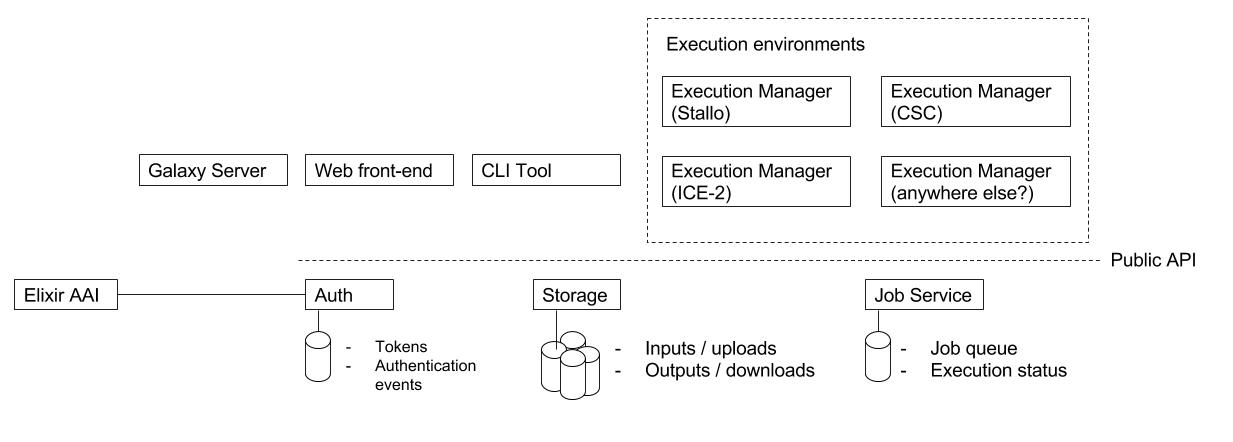 Execution environments
Execution Manager
(Stallo)
Execution Manager
(CSC)
Galaxy Server
Web front-end
CLI Tool
Execution Manager
(ICE-2)
Execution Manager
(anywhere else?)
Public API
Elixir AAI
Auth
Storage
Job Service
- Tokens
- Authentication
events
- Inputs / uploads
- Outputs / downloads
- Job queue
- Execution status